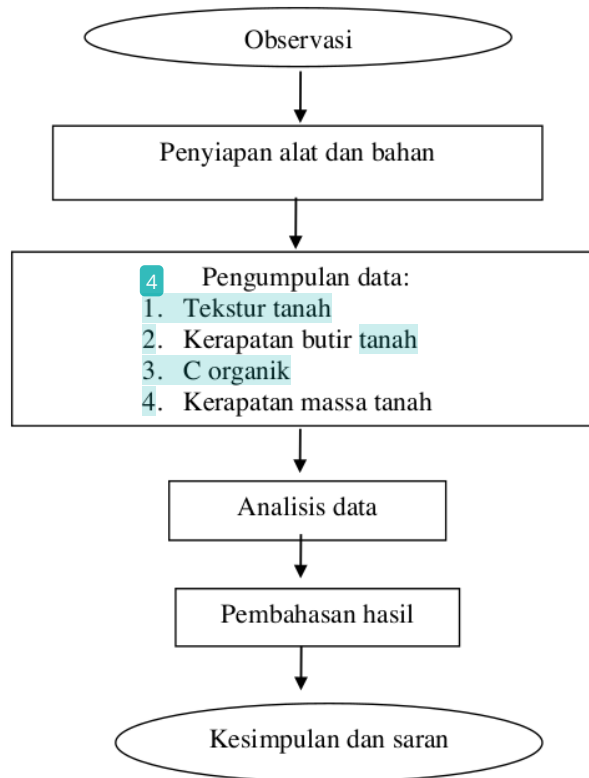 Observasi
Penyiapan alat dan bahan
4 Pengumpulan data:
1. Tekstur tanah
2. Kerapatan butir tanah
3. C organik
4. Kerapatan massa tanah
Analisis data
Pembahasan hasil
Kesimpulan dan saran